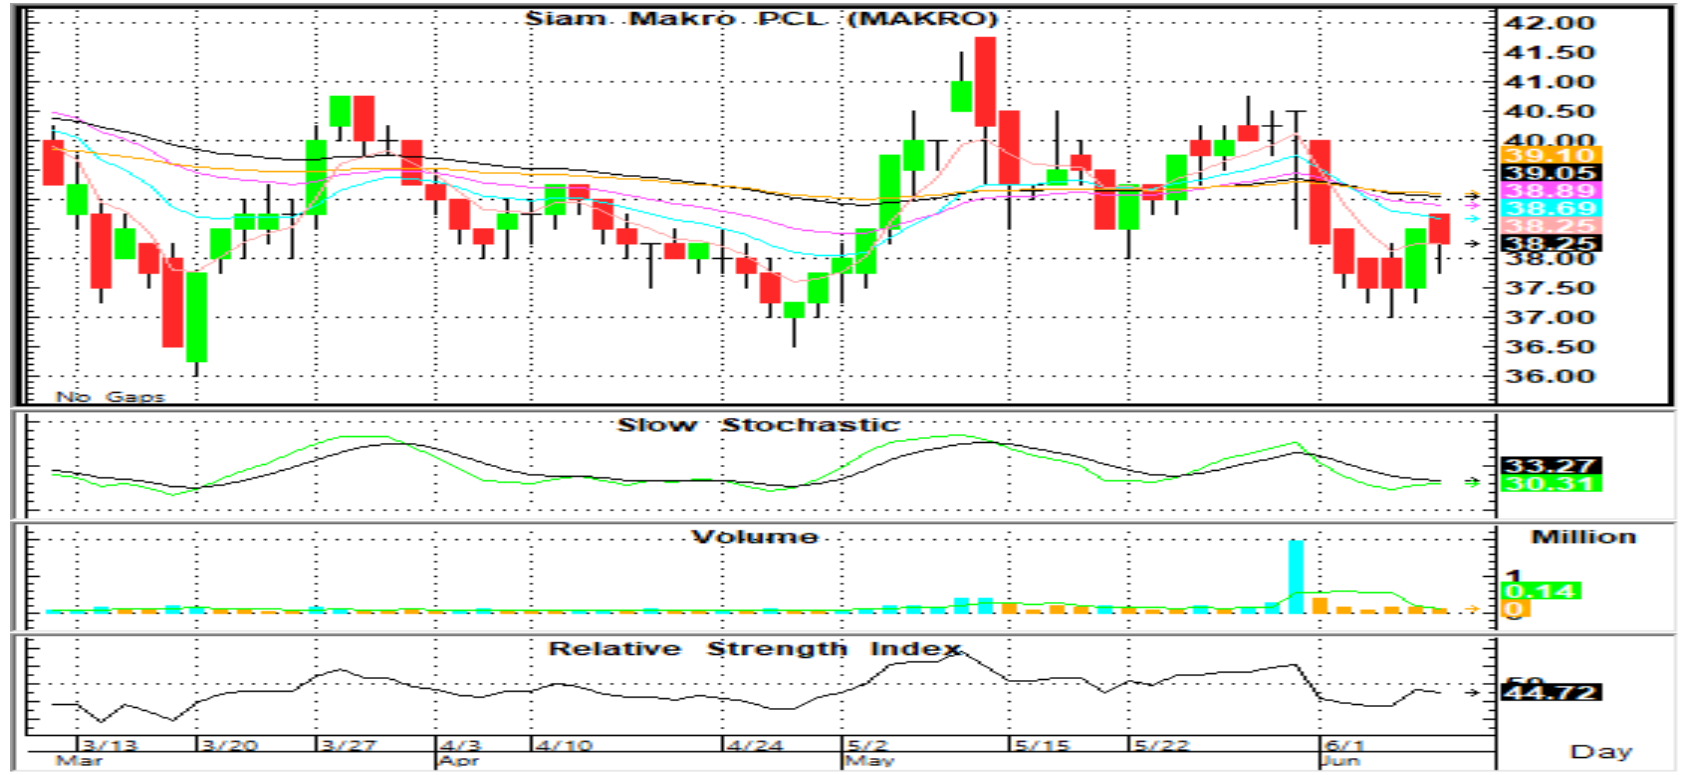 Siam Makro PCL (MAKRO)
42.00
41.50
41.00
40.50
40.00
39.10
39.05
38.89
38.69
38.25
38.25
38.00
37.50
37.00
36.50
36.00
No Gaps
Slow Stochastic
33.27
30.31
Volume
Million
1
0.14
0
Relative Strength Index
44.72
3/13 3/20 3/27 4/3 4/10 4/24 5/2 5/15 5/22 6/1
Mar Apr May Jun
Day